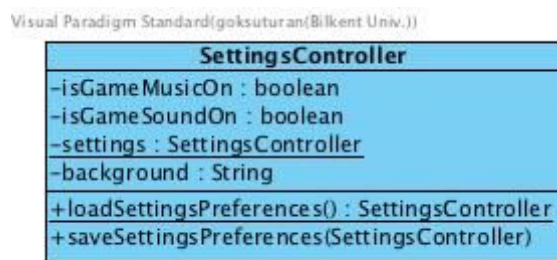 Visual Paradigm Standard(goksuturan(Bilkent Univ.))
SettingsController
-isGameMusicOn : boolean
-isGameSoundOn : boolean
-settings : SettingsController
-background : String
+loadSettingsPreferences() : SettingsController
+saveSettingsPreferences(SettingsController)